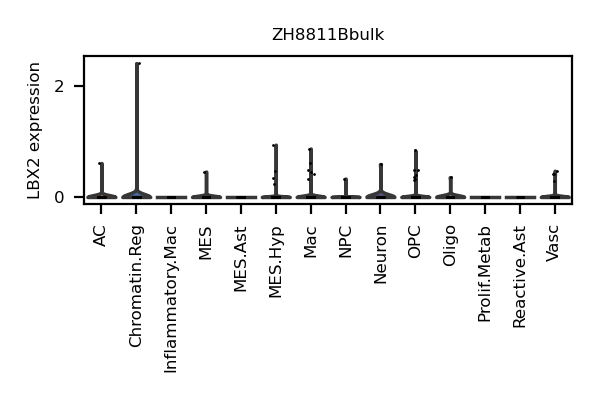 ZH8811Bbulk
LBX2 expression
2
0
AC
Chromatin.Reg
Inflammatory.Mac
MES
MES.Ast
MES.Hyp
Mac
NPC
Neuron
OPC
Oligo
Prolif.Metab
Reactive.Ast
Vasc